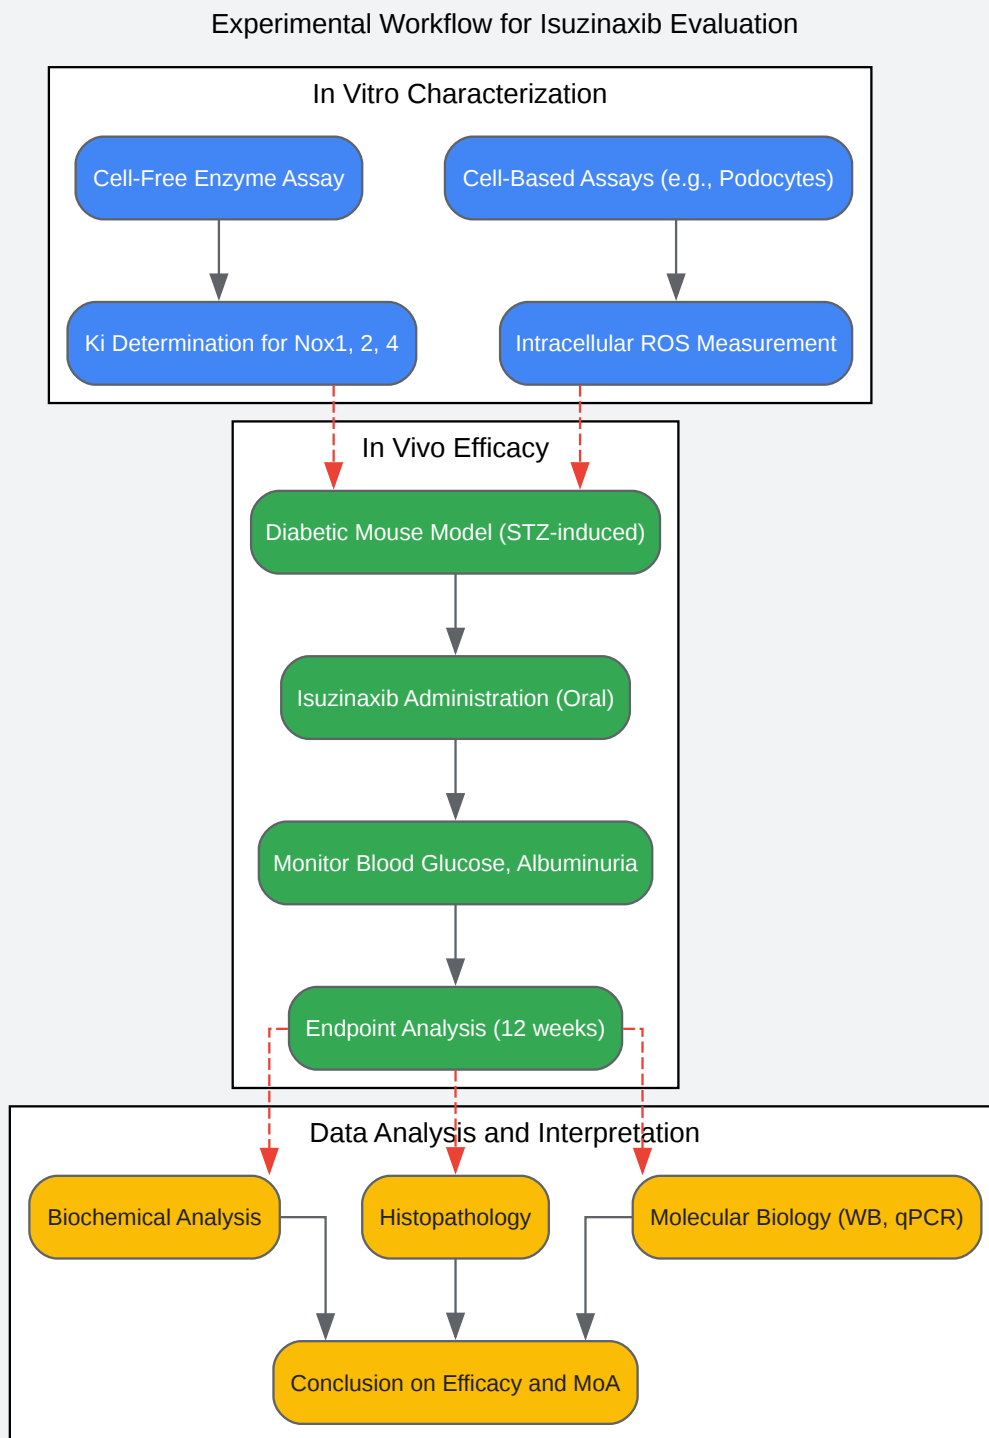 Experimental Workflow for Isuzinaxib Evaluation
In Vitro Characterization
Cell-Free Enzyme Assay
Cell-Based Assays (e.g., Podocytes)
Ki Determination for Nox1, 2, 4
Intracellular ROS Measurement
In Vivo Efficacy
Diabetic Mouse Model (STZ-induced)
Isuzinaxib Administration (Oral)
Monitor Blood Glucose, Albuminuria
Endpoint Analysis (12 weeks)
Data Analysis and Interpretation
Biochemical Analysis
Histopathology
Molecular Biology (WB, qPCR)
Conclusion on Efficacy and MoA